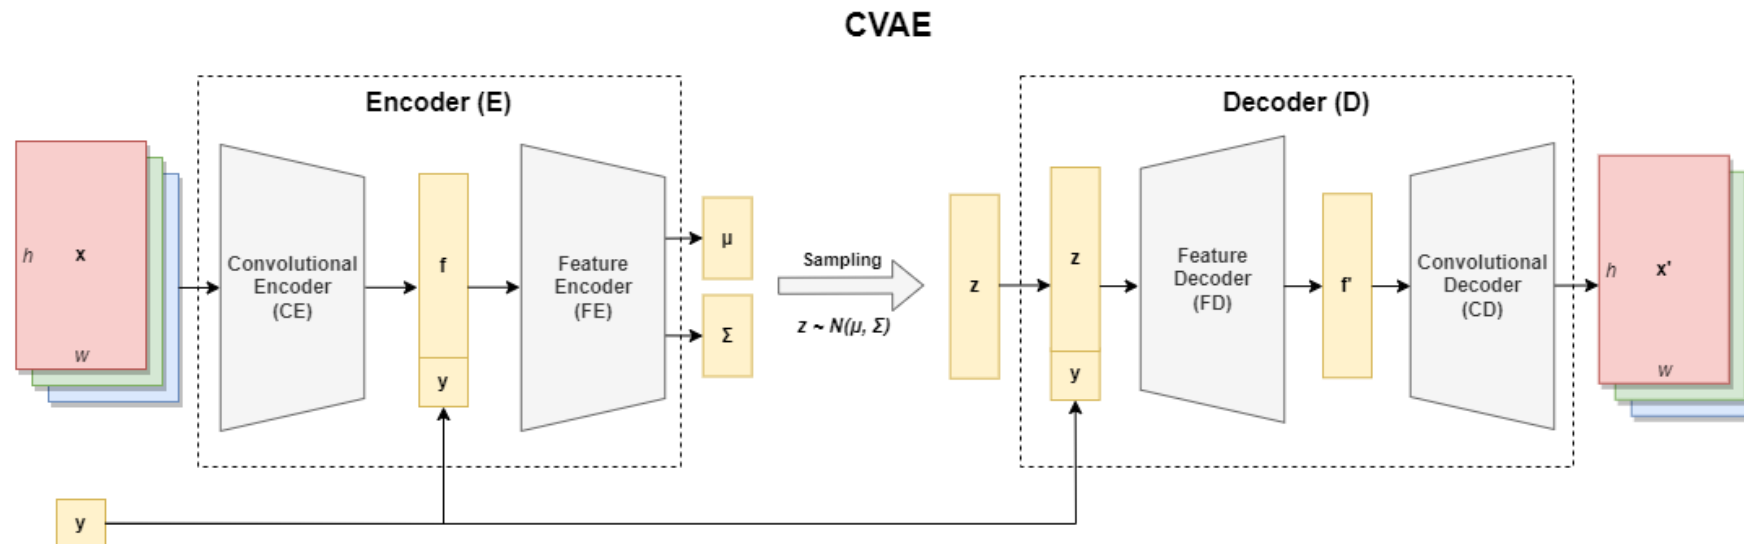 CVAE
Encoder (E)
Decoder (D)
h
x
w
Convolutional
Encoder
(CE)
f
y
Feature
Encoder
(FE)
μ
Σ
Sampling
z ~ N(μ, Σ)
z
z
y
Feature
Decoder
(FD)
f'
Convolutional
Decoder
(CD)
h
x'
w
y